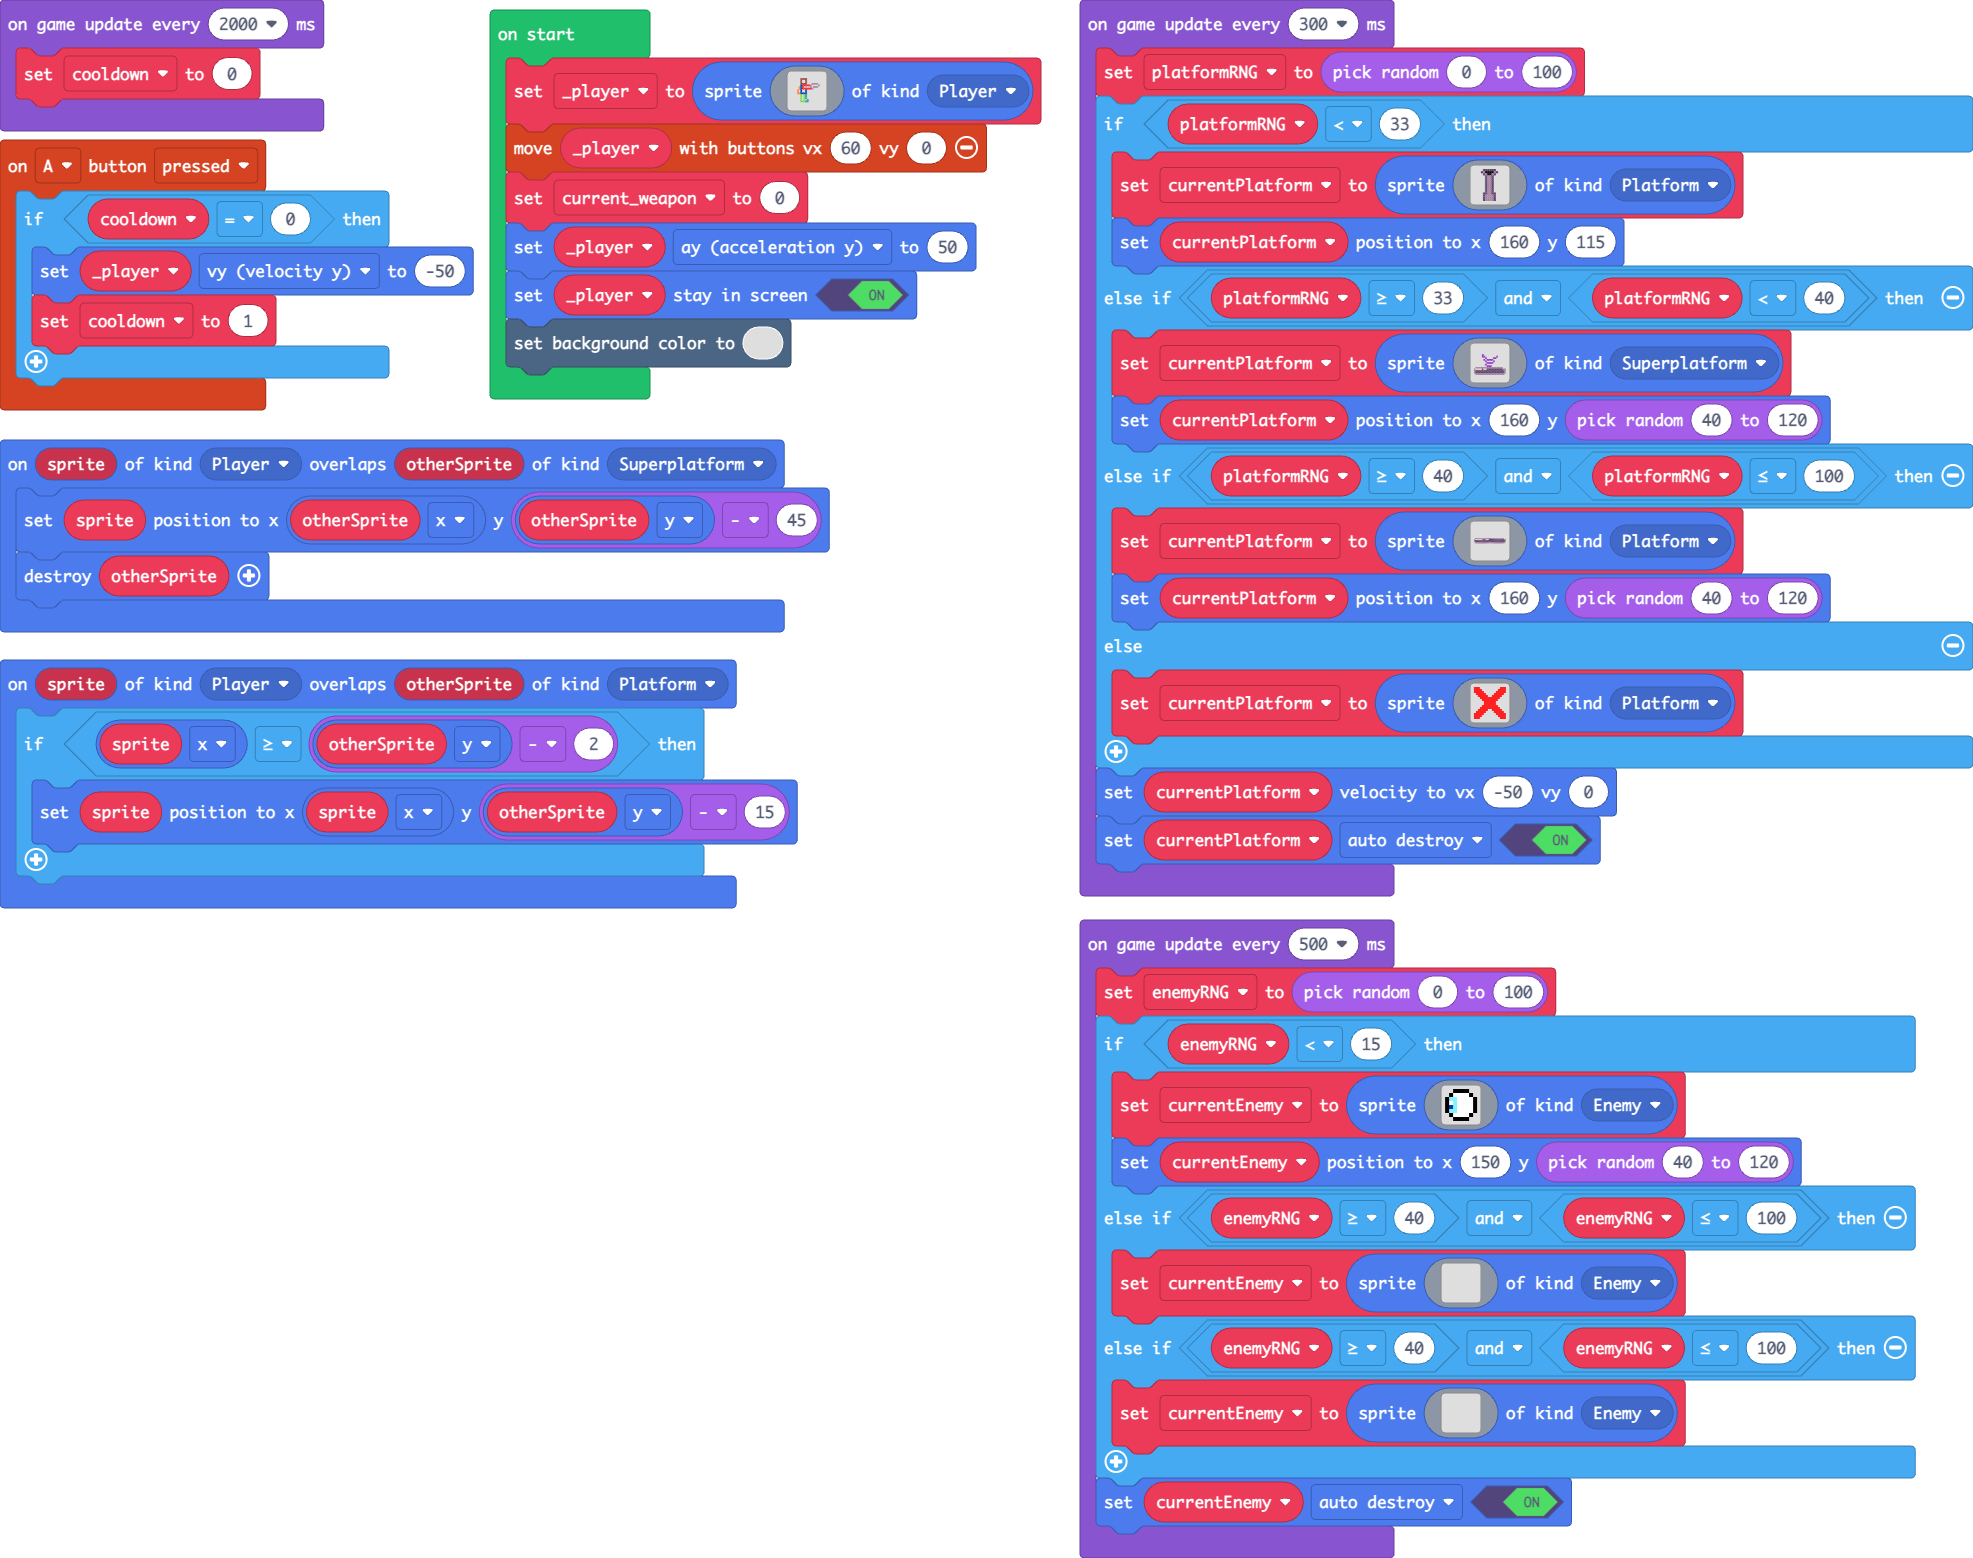 on game update every 2000 ms
set cooldown to 0
on A button pressed
if cooldown = 0 then
set _player vy (velocity y) to -50
set cooldown to 1
on start
set _player to sprite of kind Player
move _player with buttons vx 60 vy 0
set current_weapon to 0
set _player ay (acceleration y) to 50
set _player stay in screen ON
set background color to
on sprite of kind Player overlaps otherSprite of kind Superplatform
set sprite position to x otherSprite x y otherSprite y - 45
destroy otherSprite
on sprite of kind Player overlaps otherSprite of kind Platform
if sprite x ≥ otherSprite y - 2 then
set sprite position to x sprite x y otherSprite y - 15
on game update every 300 ms
set platformRNG to pick random 0 to 100
if platformRNG < 33 then
set currentPlatform to sprite of kind Platform
set currentPlatform position to x 160 y 115
else if platformRNG ≥ 33 and platformRNG < 40 then
set currentPlatform to sprite of kind Superplatform
set currentPlatform position to x 160 y pick random 40 to 120
else if platformRNG ≥ 40 and platformRNG ≤ 100 then
set currentPlatform to sprite of kind Platform
set currentPlatform position to x 160 y pick random 40 to 120
else
set currentPlatform to sprite of kind Platform
set currentPlatform velocity to vx -50 vy 0
set currentPlatform auto destroy ON
on game update every 500 ms
set enemyRNG to pick random 0 to 100
if enemyRNG < 15 then
set currentEnemy to sprite of kind Enemy
set currentEnemy position to x 150 y pick random 40 to 120
else if enemyRNG ≥ 40 and enemyRNG ≤ 100 then
set currentEnemy to sprite of kind Enemy
else if enemyRNG ≥ 40 and enemyRNG ≤ 100 then
set currentEnemy to sprite of kind Enemy
set currentEnemy auto destroy ON